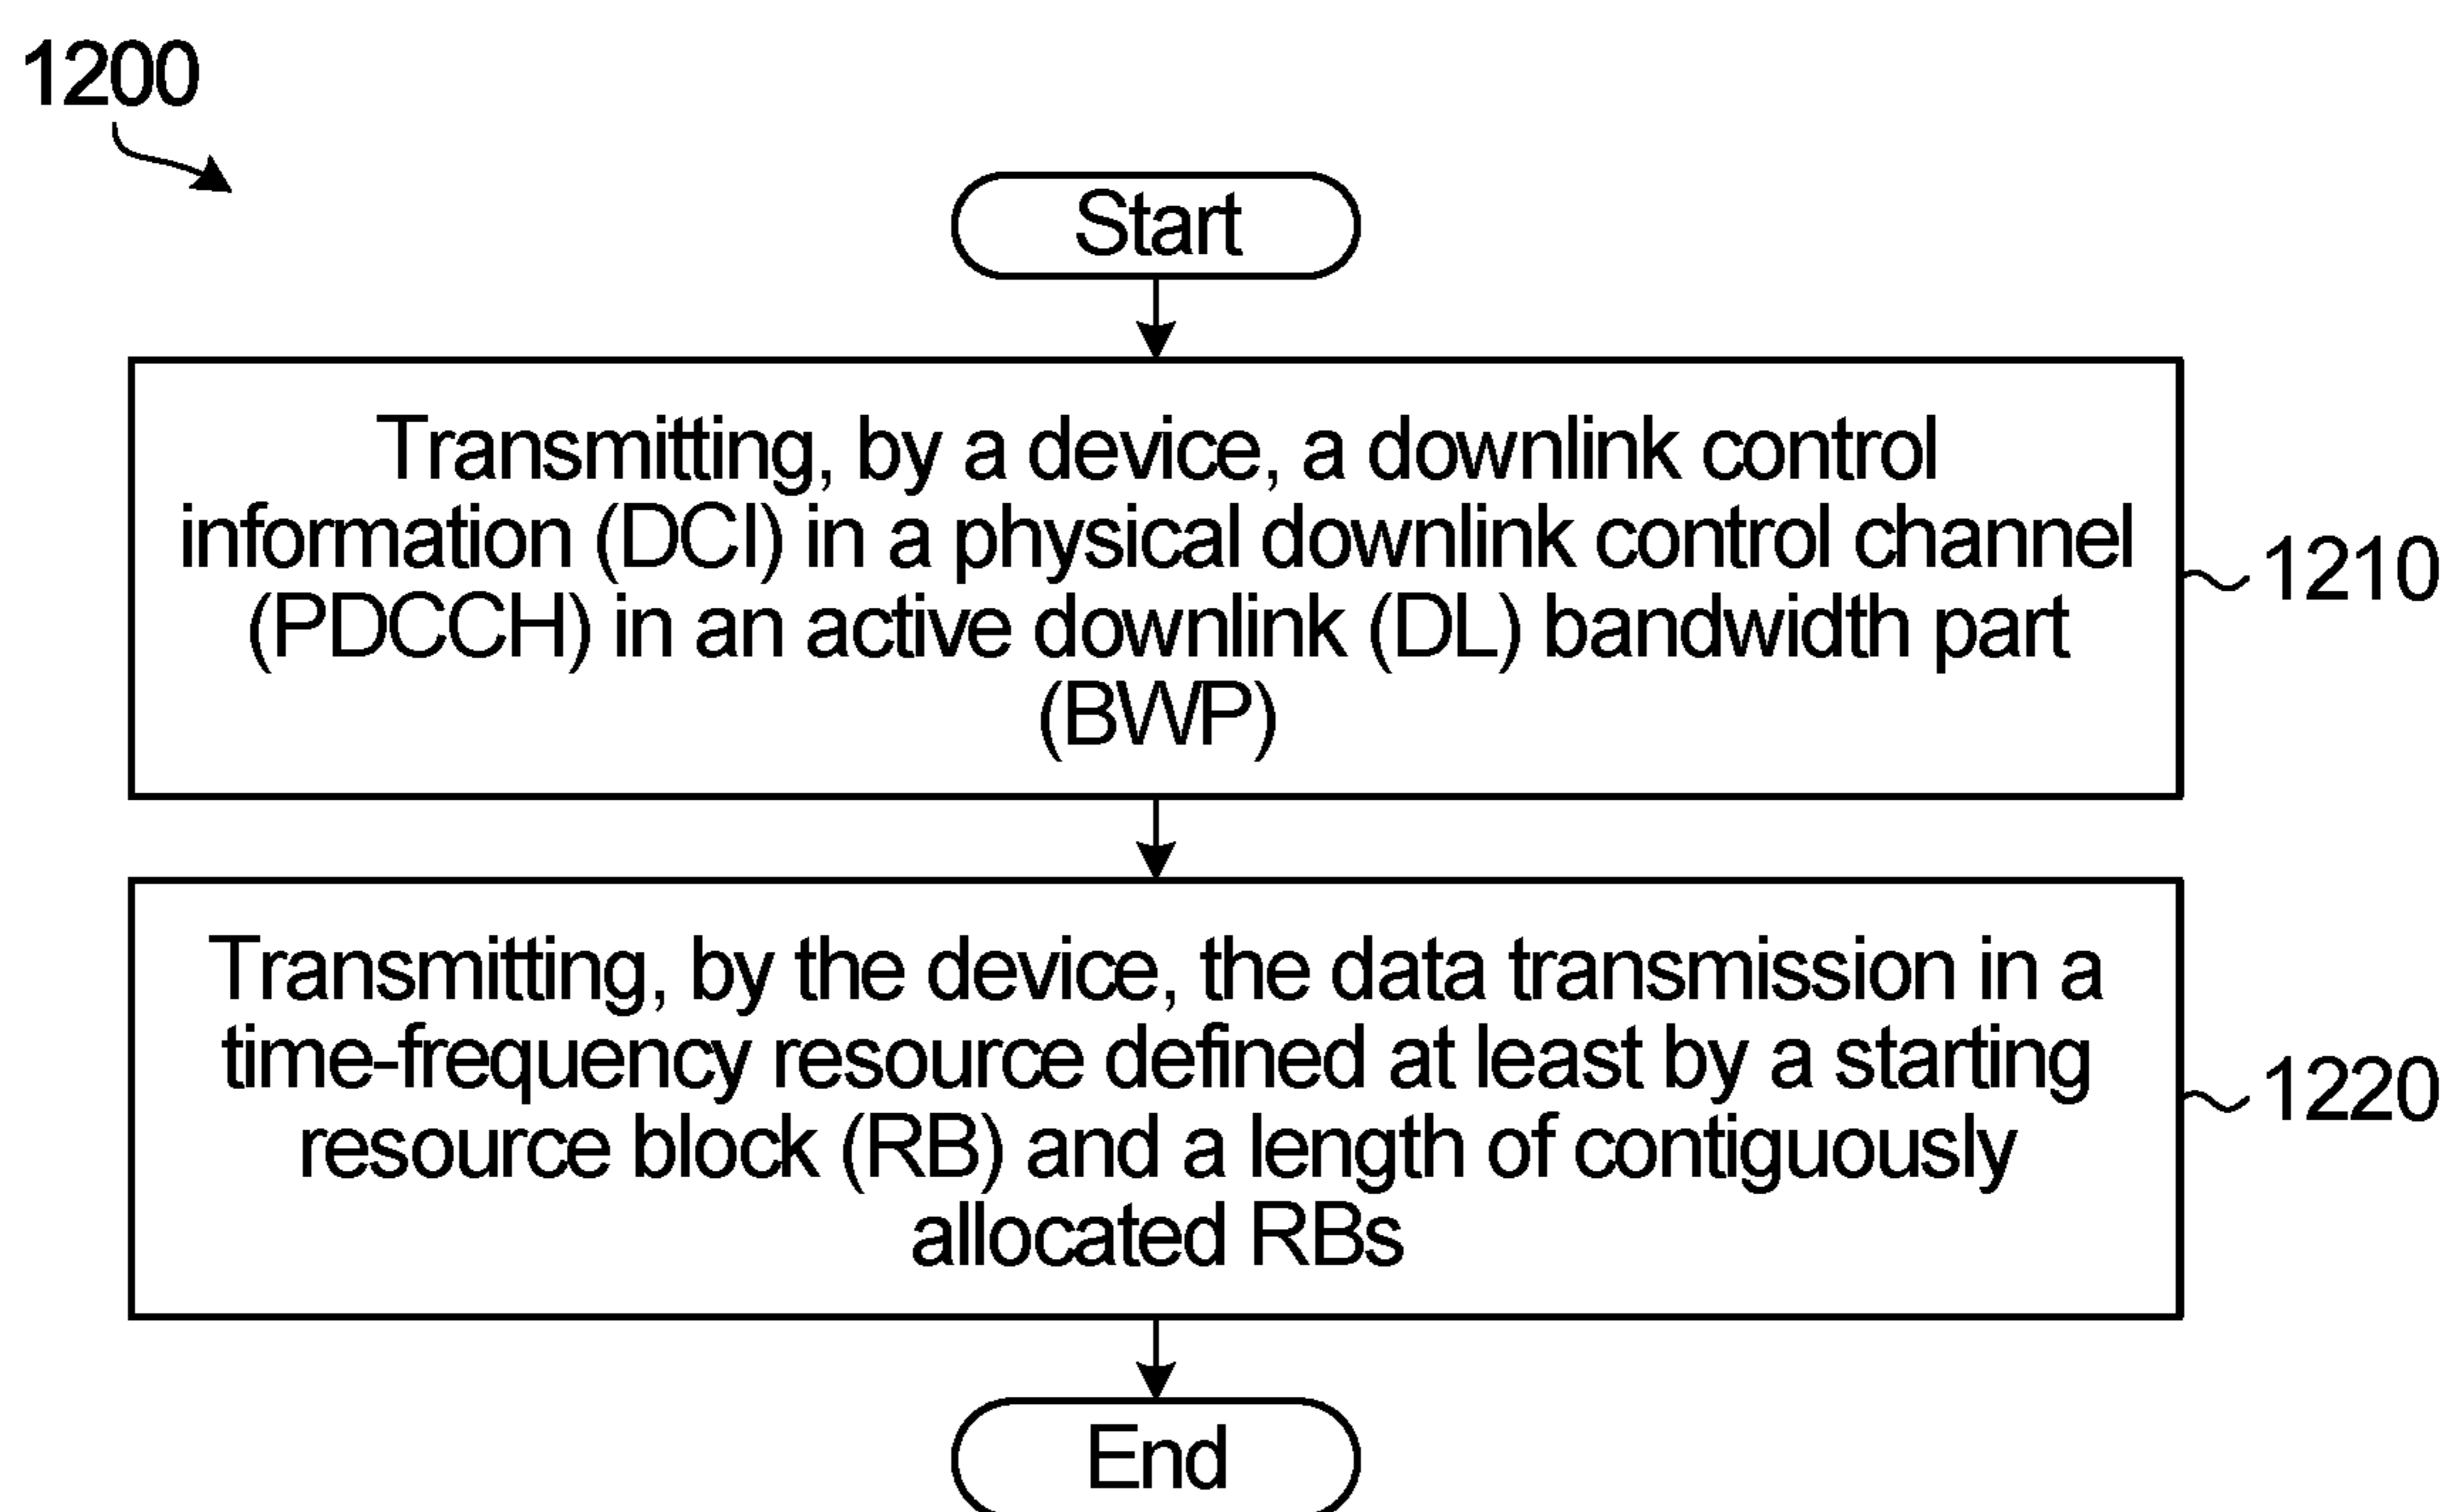 1200
Start
Transmitting, by a device, a downlink control
information (DCI) in a physical downlink control channel
(PDCCH) in an active downlink (DL) bandwidth part
(BWP)
1210
Transmitting, by the device, the data transmission in a
time-frequency resource defined at least by a starting
resource block (RB) and a length of contiguously
allocated RBs
1220
End